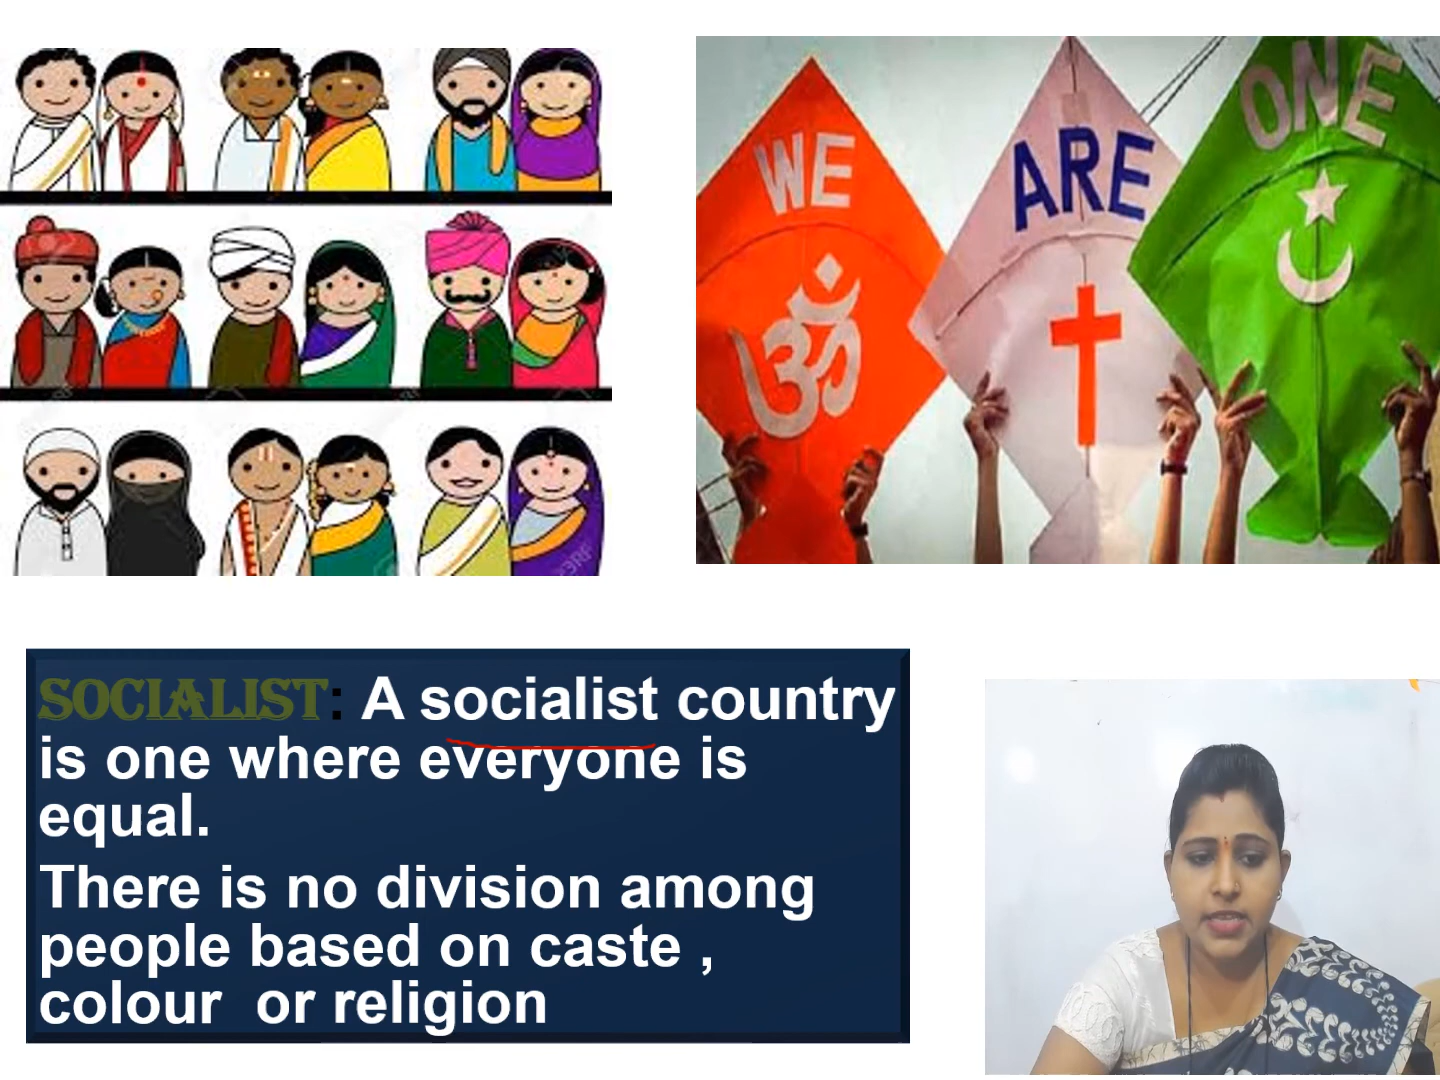 WE ARE ONE
SOCIALIST: A socialist country
is one where everyone is
equal.
There is no division among
people based on caste ,
colour  or religion